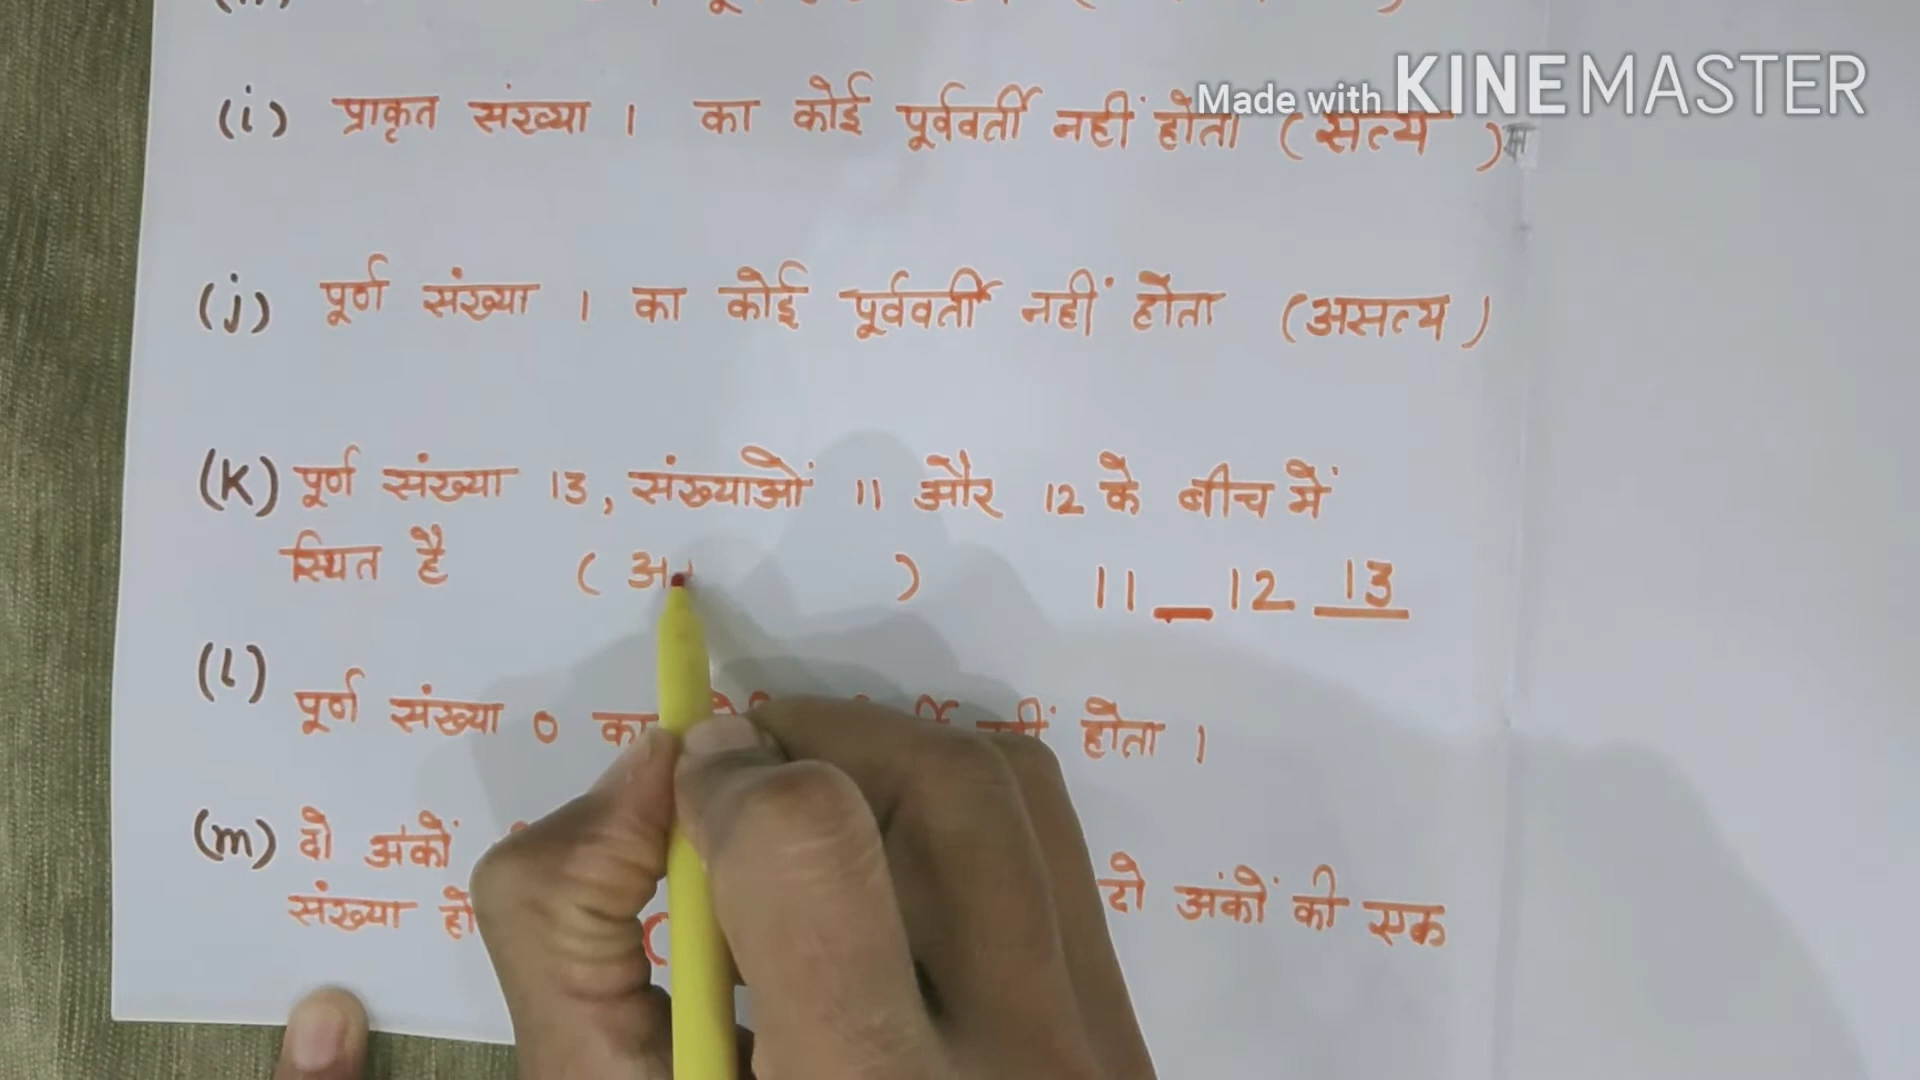 Made with KINEMASTER
(i) प्राकृत संख्या 1 का कोई पूर्ववर्ती नहीं होता (सत्य)
(j) पूर्ण संख्या 1 का कोई पूर्ववर्ती नहीं होता (असत्य)
(K) पूर्ण संख्या 13, संख्याओं 11 और 12 के बीच में
स्थित है ( अ ) 11 _ 12 13
(l)
पूर्ण संख्या 0 का नहीं होता ।
(m) दो अंकों
संख्या हो ( दो अंकों की एक